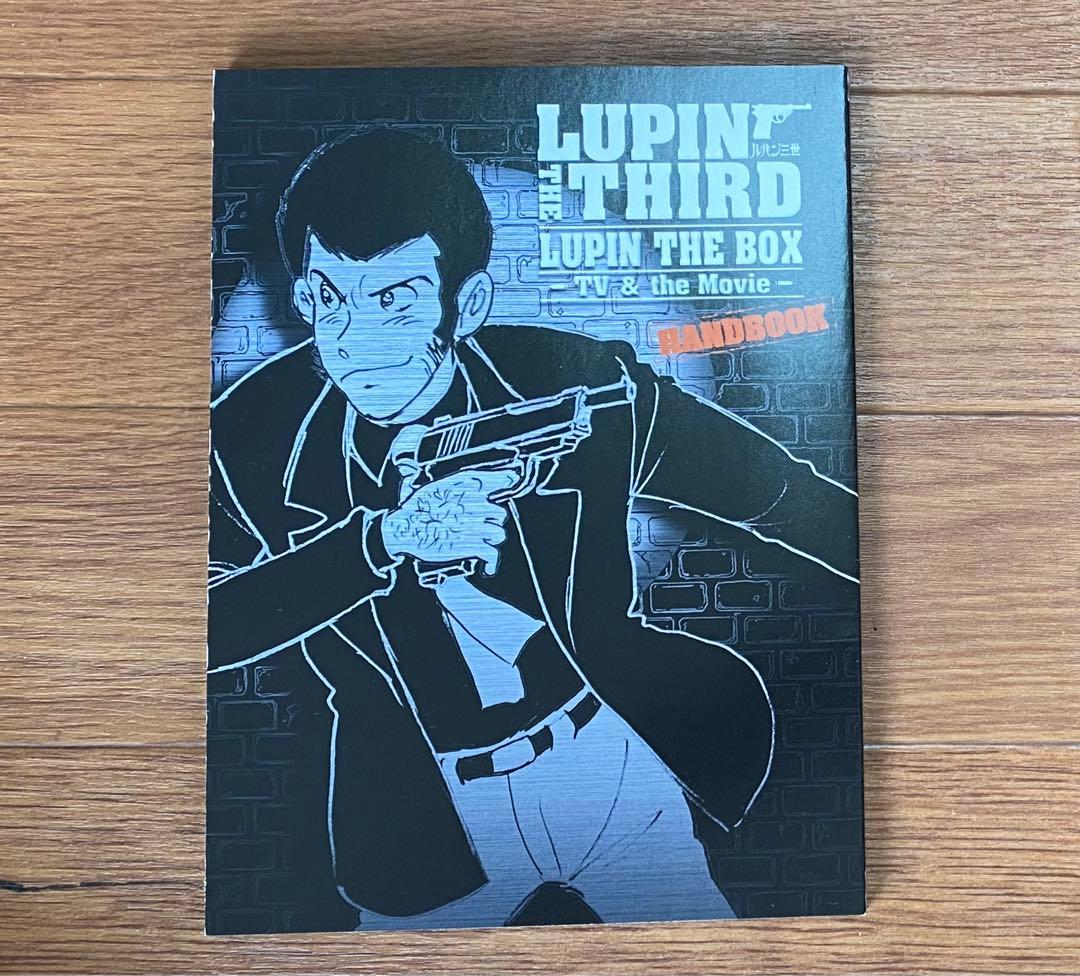 LUPIN
ルパン三世
THE
THIRD
LUPIN THE BOX
- TV & the Movie -
HANDBOOK